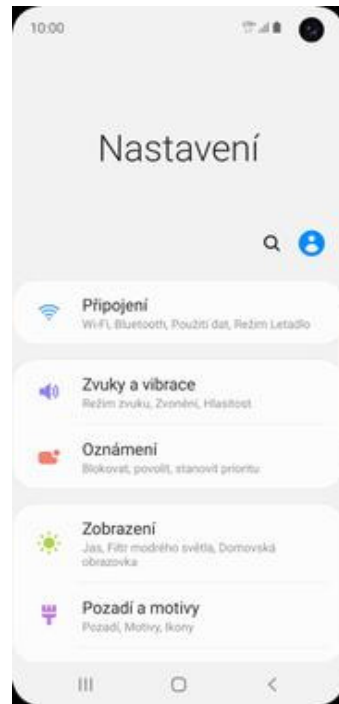 10:00
Nastavení
Připojení
Wi-Fi, Bluetooth, Použití dat, Režim Letadlo
Zvuky a vibrace
Režim zvuku, Zvonění, Hlasitost
Oznámení
Blokovat, povolit, stanovit prioritu
Zobrazení
Jas, Filtr modrého světla, Domovská
obrazovka
Pozadí a motivy
Pozadí, Motivy, Ikony